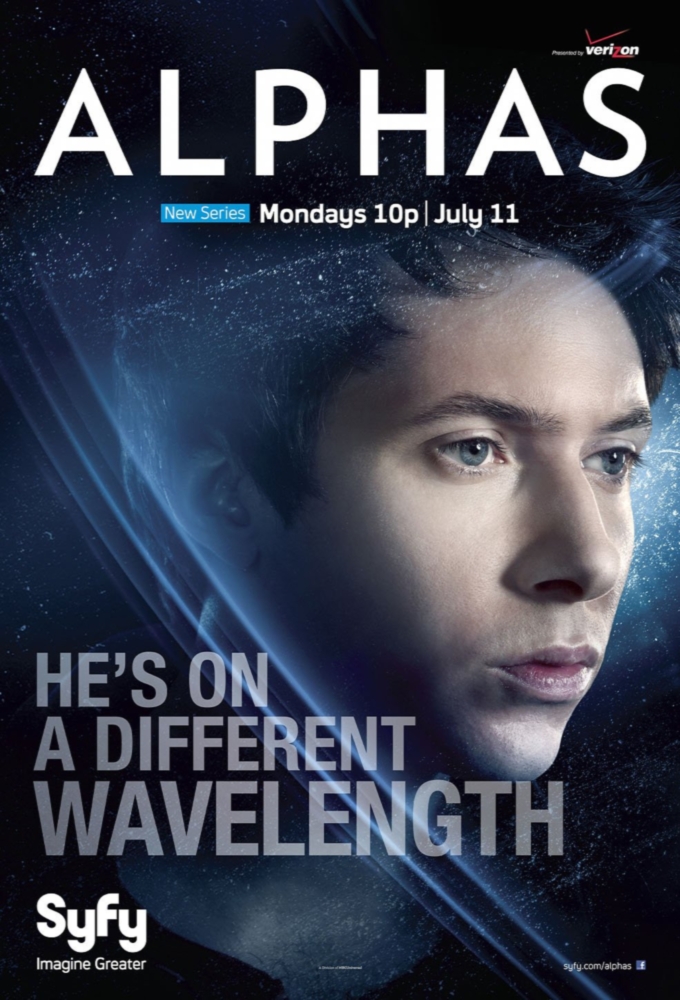 Presented by verizon
ALPHAS
New Series Mondays 10p | July 11
HE'S ON
A DIFFERENT
WAVELENGTH
Syfy
Imagine Greater
syfy.com/alphas f